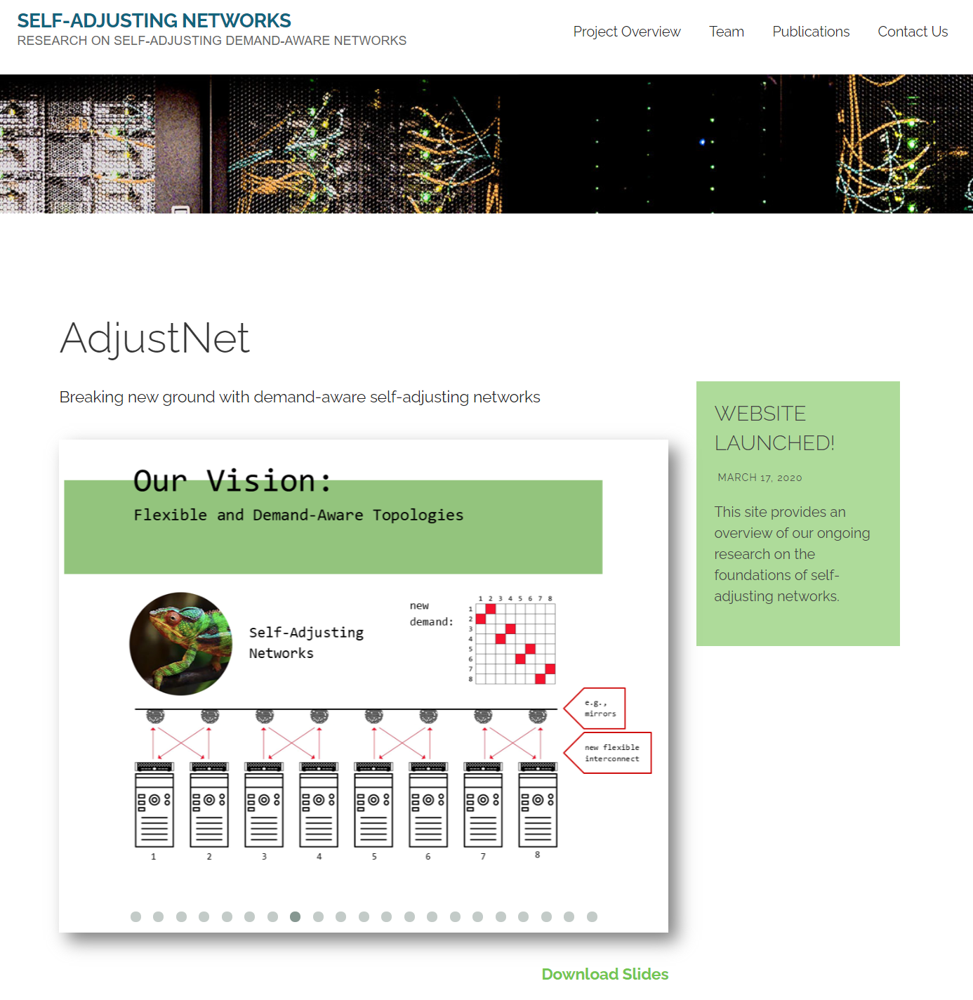 SELF-ADJUSTING NETWORKS
RESEARCH ON SELF-ADJUSTING DEMAND-AWARE NETWORKS
Project Overview Team Publications Contact Us
AdjustNet
Breaking new ground with demand-aware self-adjusting networks
Our Vision:
Flexible and Demand-Aware Topologies
Self-Adjusting
Networks
new
demand:
1 2 3 4 5 6 7 8
1
2
3
4
5
6
7
8
e.g.,
mirrors
new flexible
interconnect
1 2 3 4 5 6 7 8
Download Slides
WEBSITE
LAUNCHED!
MARCH 17, 2020
This site provides an
overview of our ongoing
research on the
foundations of self-
adjusting networks.